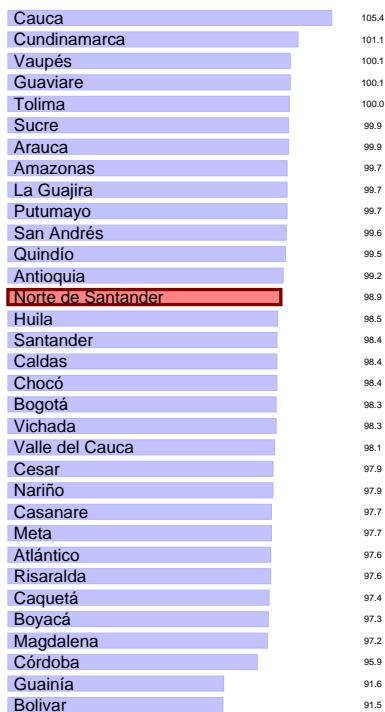 Cauca 105.4
Cundinamarca 101.1
Vaupés 100.1
Guaviare 100.1
Tolima 100.0
Sucre 99.9
Arauca 99.9
Amazonas 99.7
La Guajira 99.7
Putumayo 99.7
San Andrés 99.6
Quindío 99.5
Antioquia 99.2
Norte de Santander 98.9
Huila 98.5
Santander 98.4
Caldas 98.4
Chocó 98.4
Bogotá 98.3
Vichada 98.3
Valle del Cauca 98.1
Cesar 97.9
Nariño 97.9
Casanare 97.7
Meta 97.7
Atlántico 97.6
Risaralda 97.6
Caquetá 97.4
Boyacá 97.3
Magdalena 97.2
Córdoba 95.9
Guainía 91.6
Bolivar 91.5